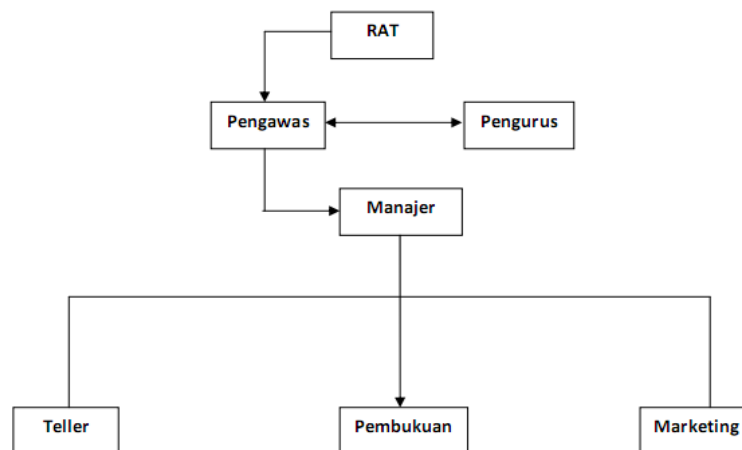 RAT
Pengawas
Pengurus
Manajer
Teller
Pembukuan
Marketing